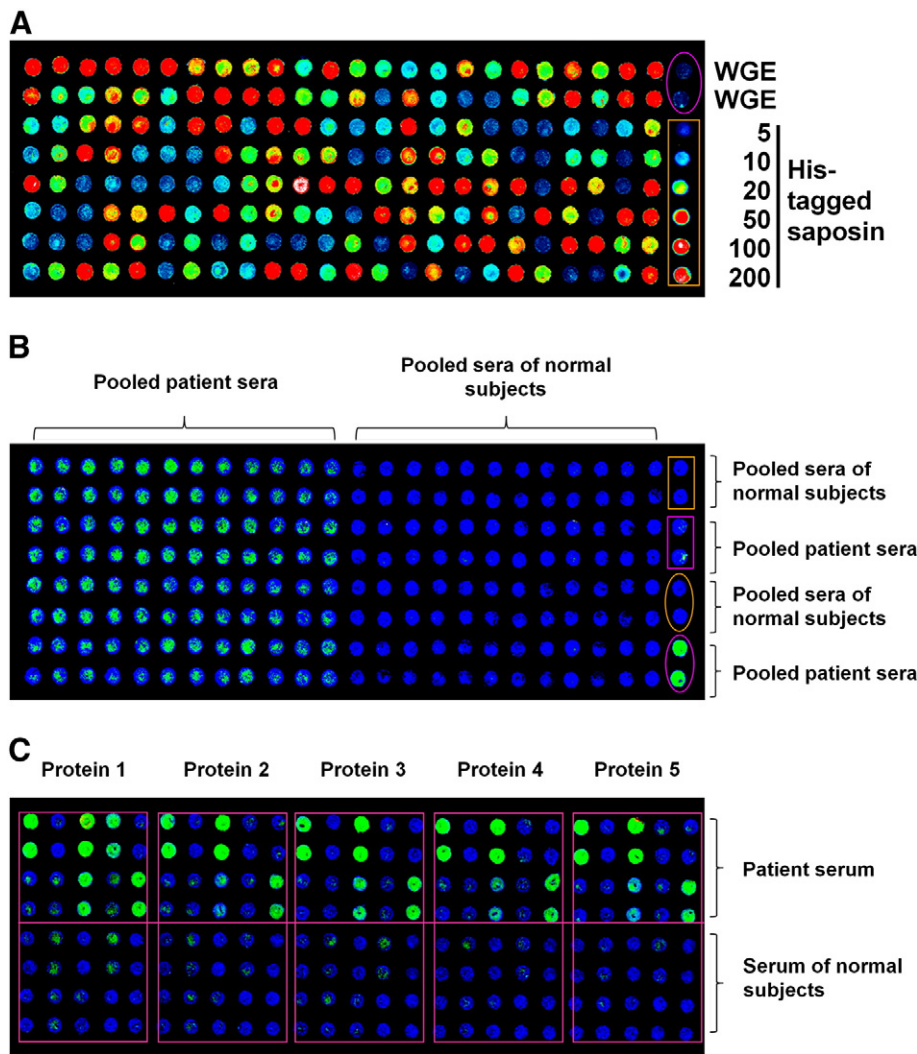 A
WGE
WGE
5
10
20
50
100
200
His-
tagged
saposin
B
Pooled patient sera
Pooled sera of normal
subjects
Pooled sera of
normal subjects
Pooled patient sera
Pooled sera of
normal subjects
Pooled patient sera
C
Protein 1
Protein 2
Protein 3
Protein 4
Protein 5
Patient serum
Serum of normal
subjects